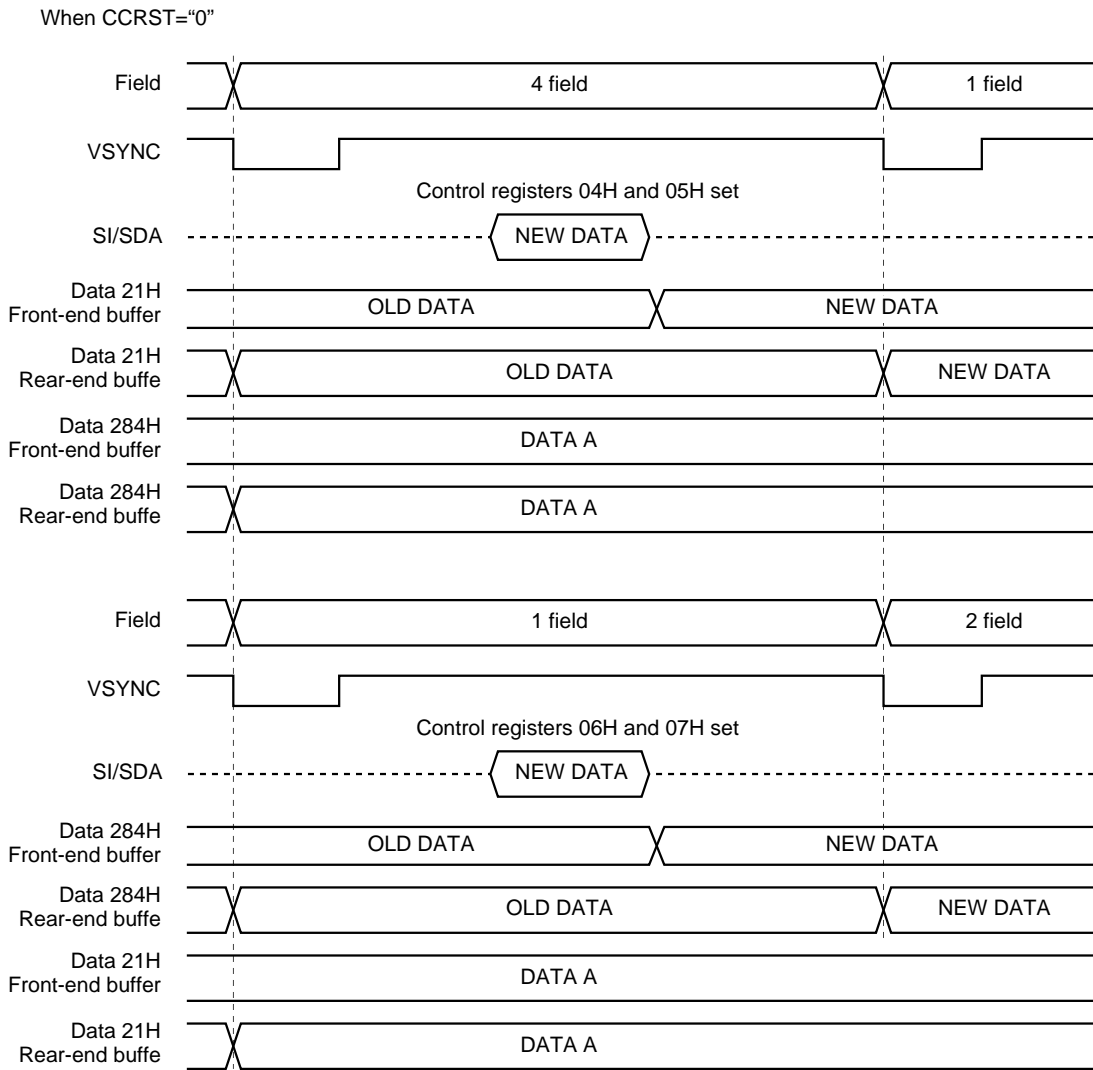 When CCRST=“0”
Field
4 field
1 field
VSYNC
Control registers 04H and 05H set
SI/SDA
NEW DATA
Data 21H
Front-end buffer
OLD DATA
NEW DATA
Data 21H
Rear-end buffe
OLD DATA
NEW DATA
Data 284H
Front-end buffer
DATA A
Data 284H
Rear-end buffe
DATA A
Field
1 field
2 field
VSYNC
Control registers 06H and 07H set
SI/SDA
NEW DATA
Data 284H
Front-end buffer
OLD DATA
NEW DATA
Data 284H
Rear-end buffe
OLD DATA
NEW DATA
Data 21H
Front-end buffer
DATA A
Data 21H
Rear-end buffe
DATA A